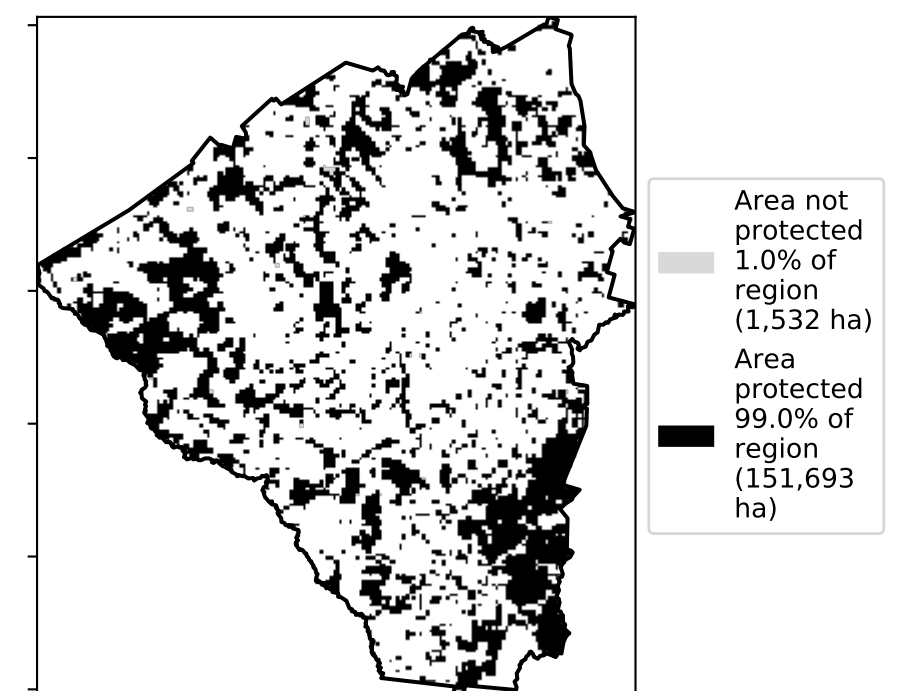 Area not
protected
1.0% of
region
(1,532 ha)
Area
protected
99.0% of
region
(151,693
ha)